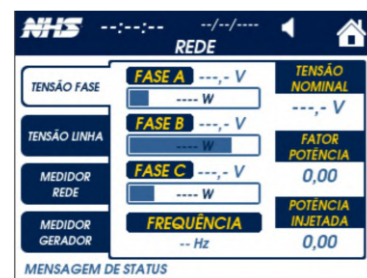 NHS --:--:-- --/--/----
REDE
TENSÃO FASE
TENSÃO LINHA
MEDIDOR
REDE
MEDIDOR
GERADOR
FASE A ---,- V
---- W
FASE B ---,- V
---- W
FASE C ---,- V
---- W
FREQUÊNCIA
-- Hz
TENSÃO
NOMINAL
---,- V
FATOR
POTÊNCIA
0,00
POTÊNCIA
INJETADA
0,00
MENSAGEM DE STATUS